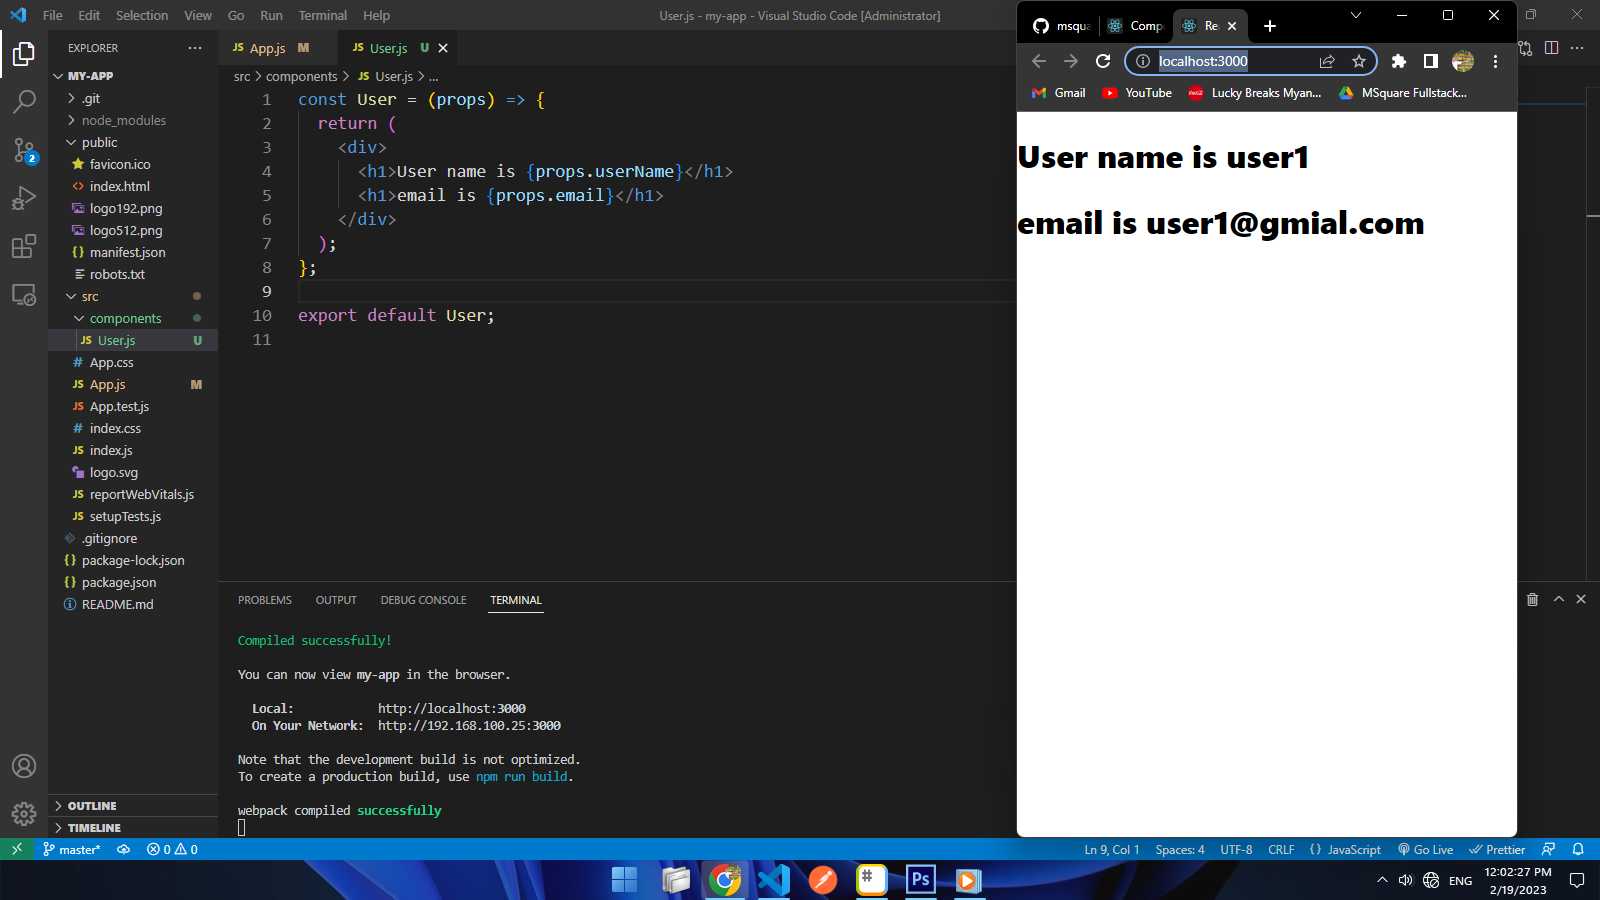 File Edit Selection View Go Run Terminal Help
User.js - my-app - Visual Studio Code [Administrator]
EXPLORER
MY-APP
.git
node_modules
public
favicon.ico
index.html
logo192.png
logo512.png
manifest.json
robots.txt
src
components
User.js U
App.css
App.js M
App.test.js
index.css
index.js
logo.svg
reportWebVitals.js
setupTests.js
.gitignore
package-lock.json
package.json
README.md
OUTLINE
TIMELINE
App.js M
User.js U
src > components > User.js > ...
1 const User = (props) => {
2 return (
3 <div>
4 <h1>User name is {props.userName}</h1>
5 <h1>email is {props.email}</h1>
6 </div>
7 );
8 };
9
10 export default User;
11
PROBLEMS OUTPUT DEBUG CONSOLE TERMINAL
Compiled successfully!
You can now view my-app in the browser.
Local: http://localhost:3000
On Your Network: http://192.168.100.25:3000
Note that the development build is not optimized.
To create a production build, use npm run build.
webpack compiled successfully
msqua Comp Re
localhost:3000
Gmail YouTube Lucky Breaks Myan... MSquare Fullstack...
User name is user1
email is user1@gmial.com
master* 0 0 Ln 9, Col 1 Spaces: 4 UTF-8 CRLF {} JavaScript Go Live Prettier
Ps
ENG
12:02:27 PM
2/19/2023